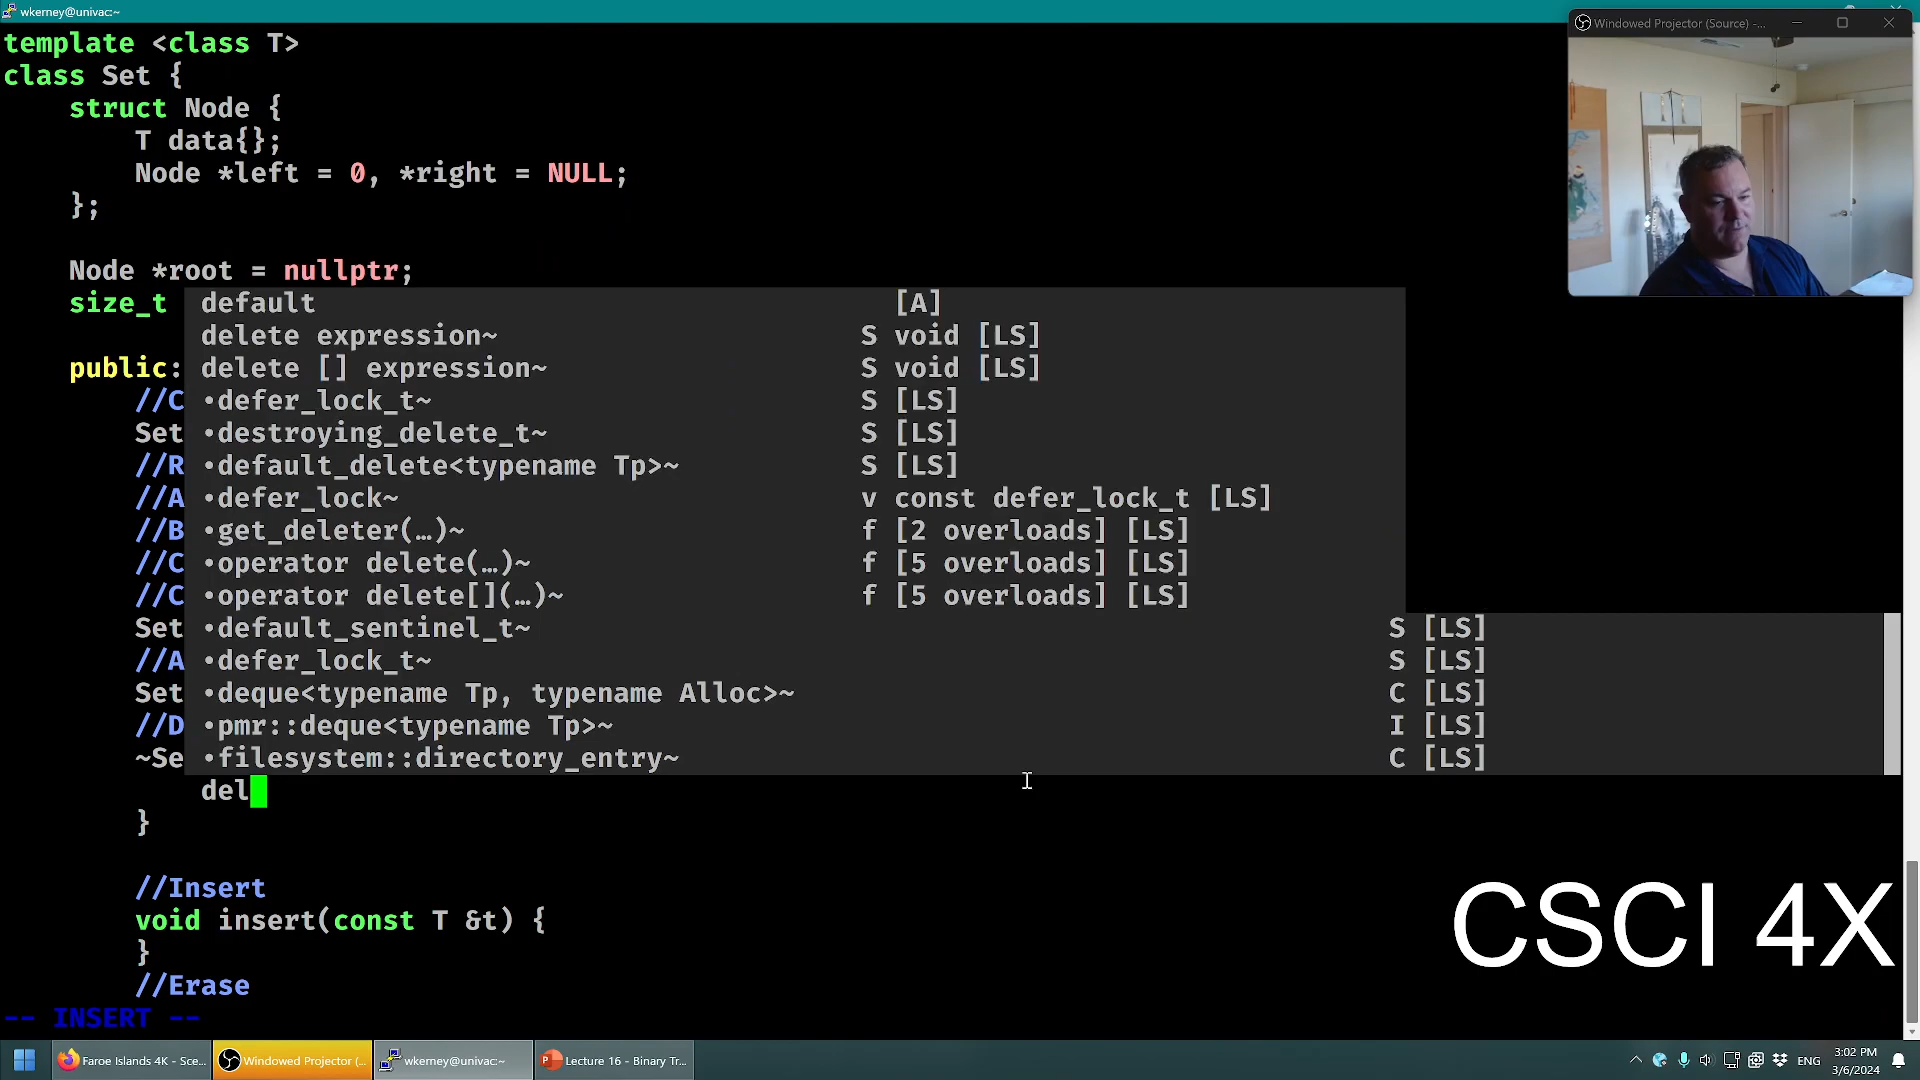 wkerney@univac:~
Windowed Projector (Source) -...
template <class T>
class Set {
struct Node {
T data{};
Node *left = 0, *right = NULL;
};
Node *root = nullptr;
size_t
default [A]
delete expression~ S void [LS]
public: delete [] expression~ S void [LS]
//C •defer_lock_t~ S [LS]
Set •destroying_delete_t~ S [LS]
//R •default_delete<typename Tp>~ S [LS]
//A •defer_lock~ v const defer_lock_t [LS]
//B •get_deleter(…)~ f [2 overloads] [LS]
//C •operator delete(…)~ f [5 overloads] [LS]
//C •operator delete[](…)~ f [5 overloads] [LS]
Set •default_sentinel_t~ S [LS]
//A •defer_lock_t~ S [LS]
Set •deque<typename Tp, typename Alloc>~ C [LS]
//D •pmr::deque<typename Tp>~ I [LS]
~Se •filesystem::directory_entry~ C [LS]
del
}
//Insert
void insert(const T &t) {
}
//Erase
-- INSERT --
CSCI 4X
Faroe Islands 4K - Sce...
Windowed Projector (...
wkerney@univac:~
Lecture 16 - Binary Tr...
ENG
3:02 PM
3/6/2024